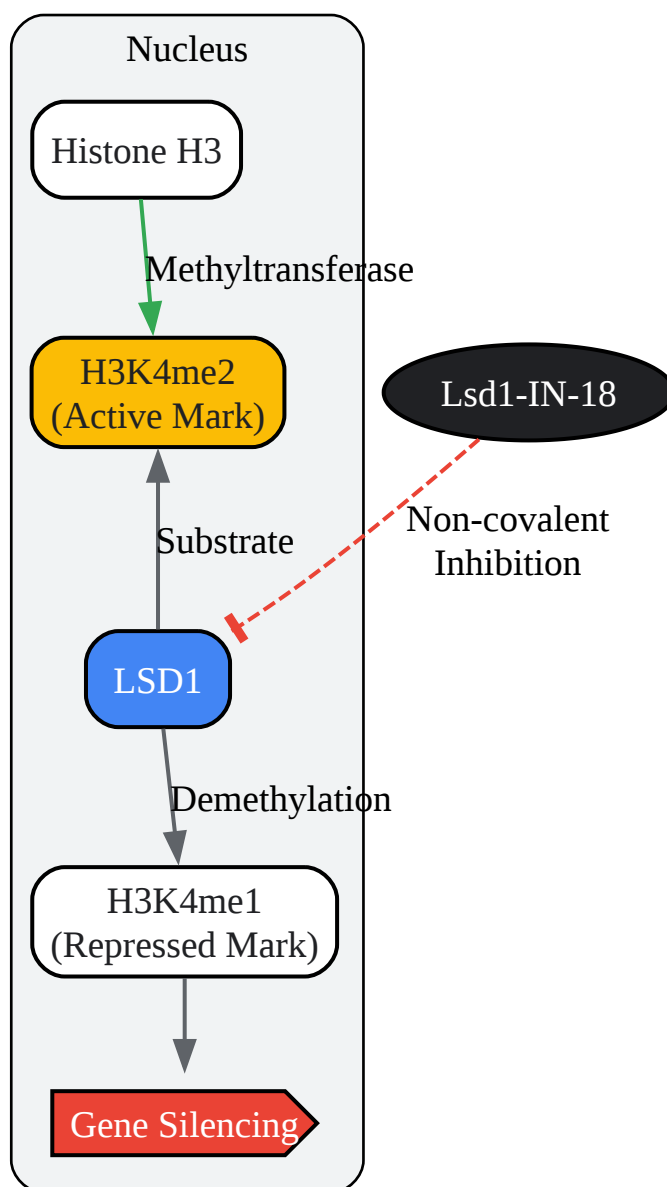 Nucleus
Histone H3
Methyltransferase
H3K4me2
(Active Mark)
Lsd1-IN-18
Substrate
Non-covalent
Inhibition
LSD1
Demethylation
H3K4me1
(Repressed Mark)
Gene Silencing